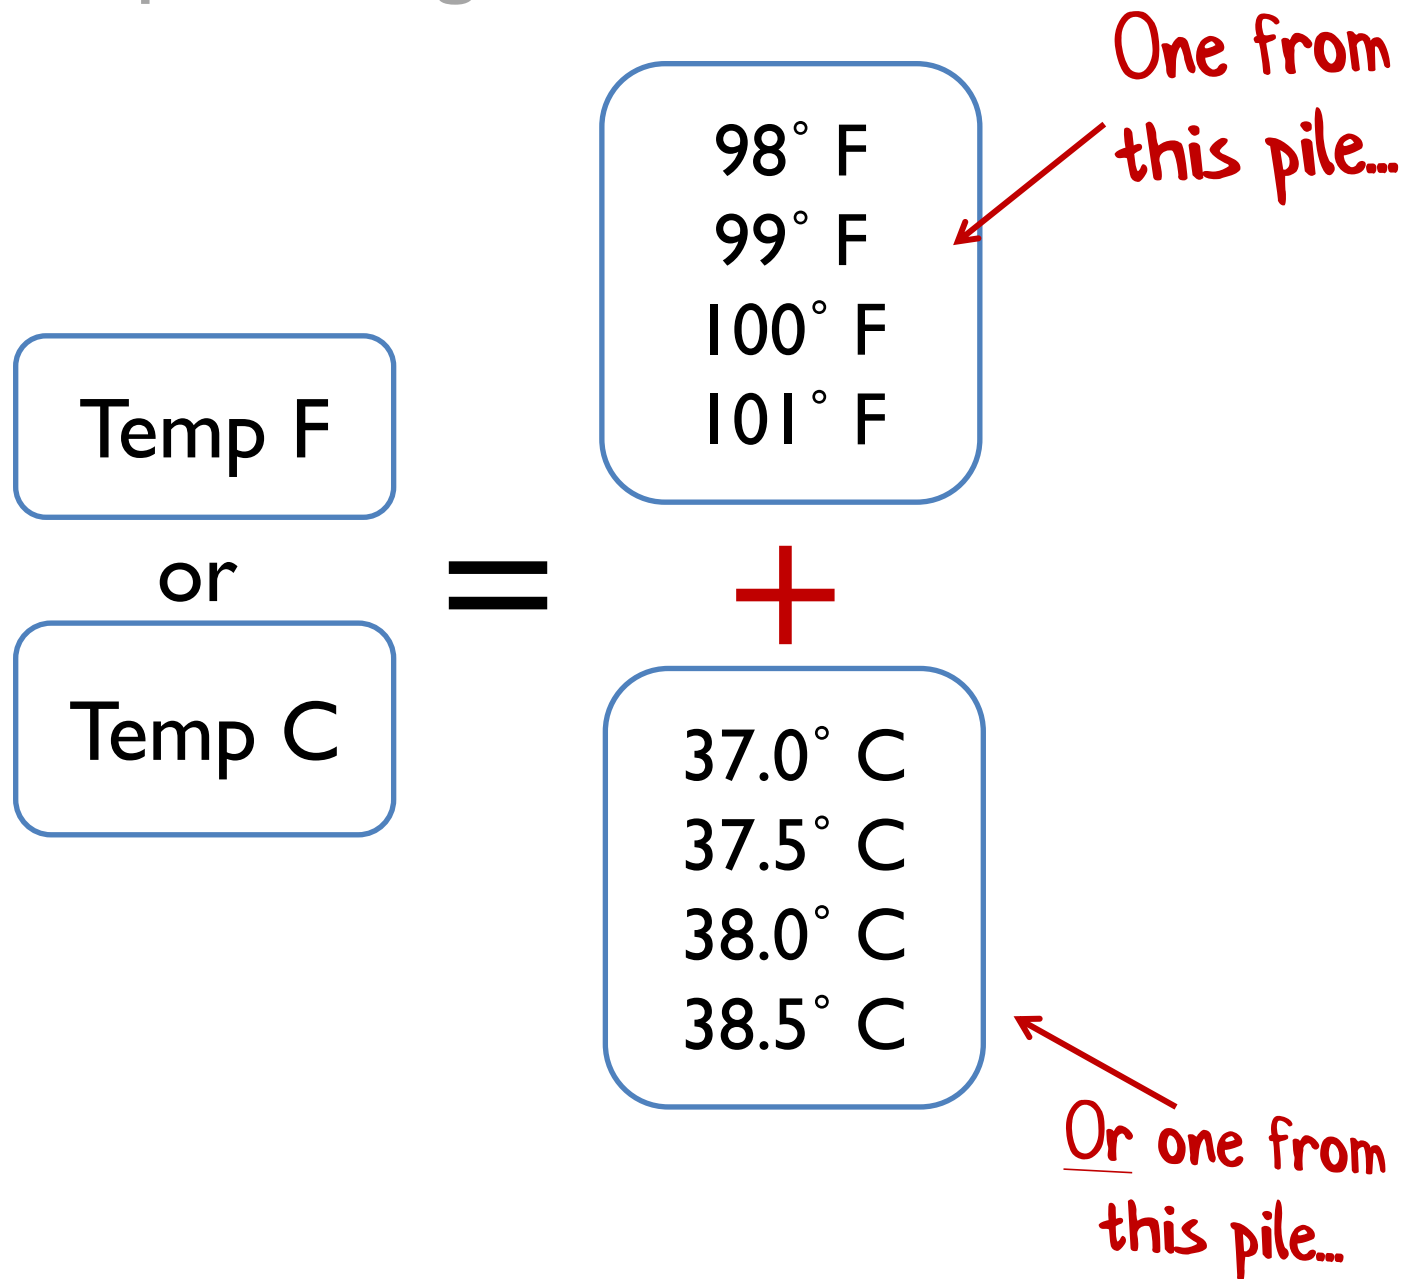 One from
this pile...
98° F
99° F
100° F
101° F
Temp F
or
Temp C
=
+
37.0° C
37.5° C
38.0° C
38.5° C
Or one from
this pile...